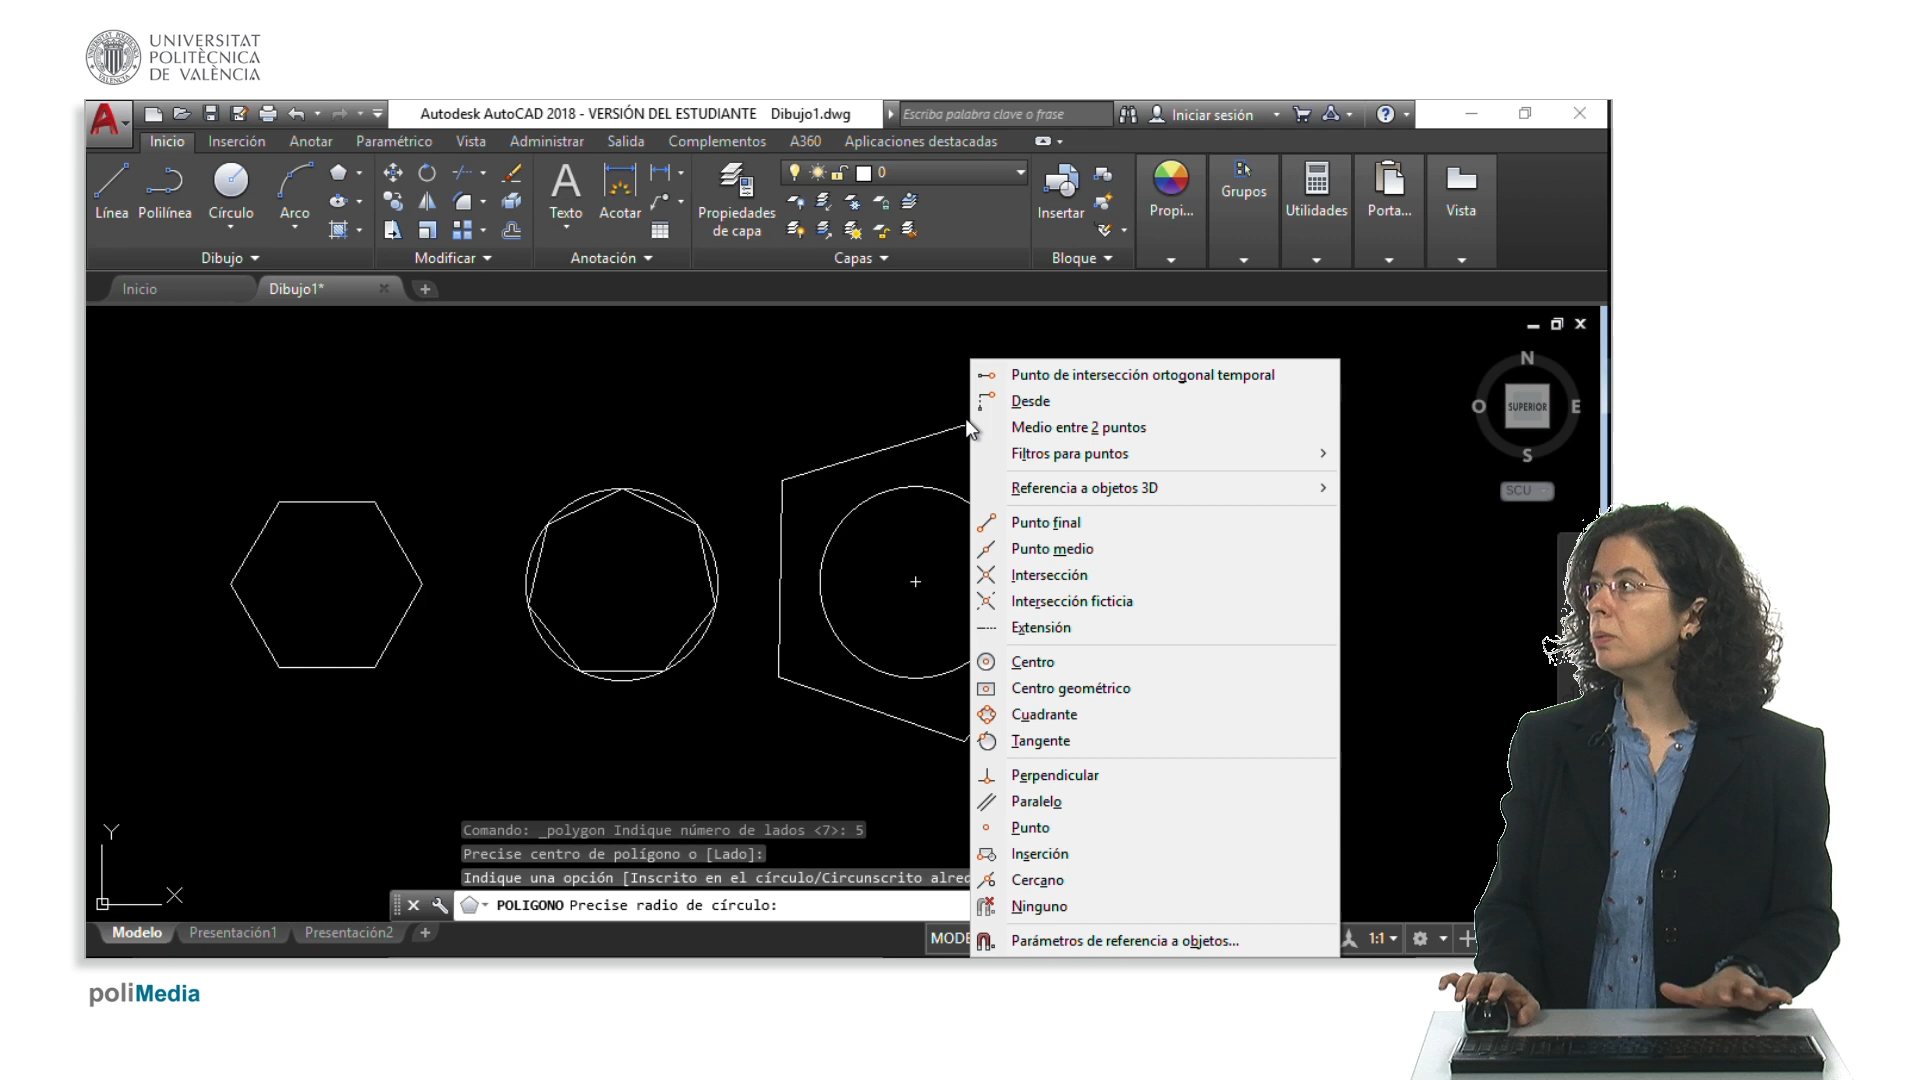 UNIVERSITAT
POLITÈCNICA
DE VALÈNCIA
Autodesk AutoCAD 2018 - VERSIÓN DEL ESTUDIANTE Dibujo1.dwg
Escriba palabra clave o frase
Iniciar sesión
Inicio Inserción Anotar Paramétrico Vista Administrar Salida Complementos A360 Aplicaciones destacadas
0
Línea Polilínea Círculo Arco
Texto Acotar
Propiedades
de capa
Insertar
Propi...
Grupos
Utilidades
Porta...
Vista
Dibujo
Modificar
Anotación
Capas
Bloque
Inicio
Dibujo1*
N
O SUPERIOR E
S
SCU
Punto de intersección ortogonal temporal
Desde
Medio entre 2 puntos
Filtros para puntos
Referencia a objetos 3D
Punto final
Punto medio
Intersección
Intersección ficticia
Extensión
Centro
Centro geométrico
Cuadrante
Tangente
Perpendicular
Paralelo
Punto
Inserción
Cercano
Ninguno
Parámetros de referencia a objetos...
Y
X
Comando: _polygon Indique número de lados <7>: 5
Precise centro de polígono o [Lado]:
Indique una opción [Inscrito en el círculo/Circunscrito alred
POLIGONO Precise radio de círculo:
Modelo Presentación1 Presentación2
MODE
1:1
poliMedia